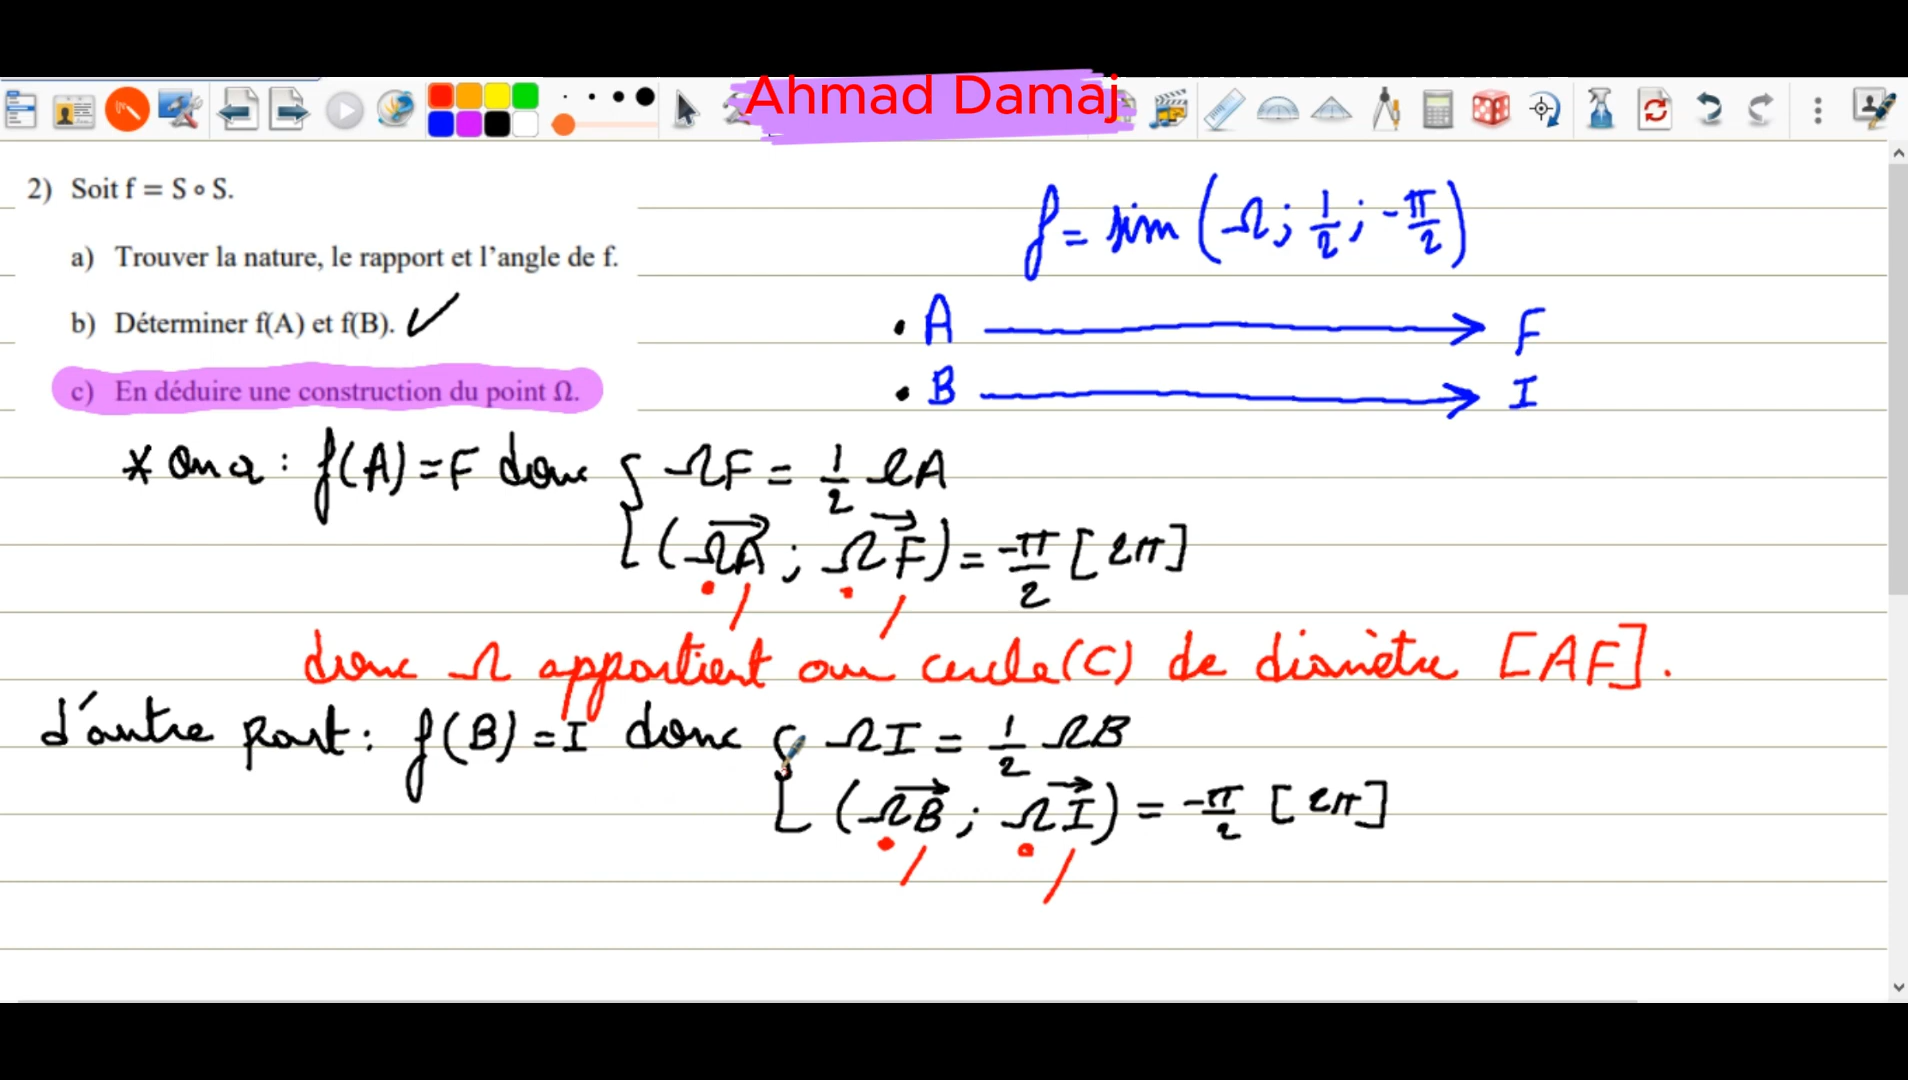 Ahmad Damaj
2) Soit f = S ∘ S.
a) Trouver la nature, le rapport et l'angle de f.
b) Déterminer f(A) et f(B). ✓
c) En déduire une construction du point Ω.
f = sim (Ω; 1/2; -π/2)
• A ⟶ F
• B ⟶ I
* on a : f(A) = F donc { ΩF = 1/2 ΩA
(ΩA→ ; ΩF→) = -π/2 [2π]
donc Ω appartient au cercle (C) de diamètre [AF].
d'autre part : f(B) = I donc { ΩI = 1/2 ΩB
(ΩB→ ; ΩI→) = -π/2 [2π]